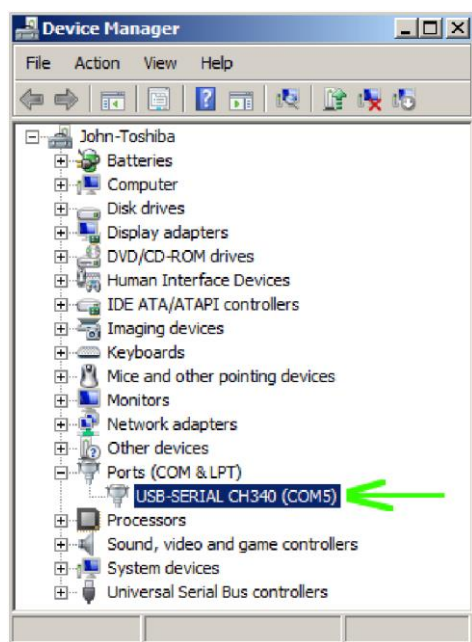 Device Manager
File Action View Help
John-Toshiba
Batteries
Computer
Disk drives
Display adapters
DVD/CD-ROM drives
Human Interface Devices
IDE ATA/ATAPI controllers
Imaging devices
Keyboards
Mice and other pointing devices
Monitors
Network adapters
Other devices
Ports (COM & LPT)
USB-SERIAL CH340 (COM5)
Processors
Sound, video and game controllers
System devices
Universal Serial Bus controllers